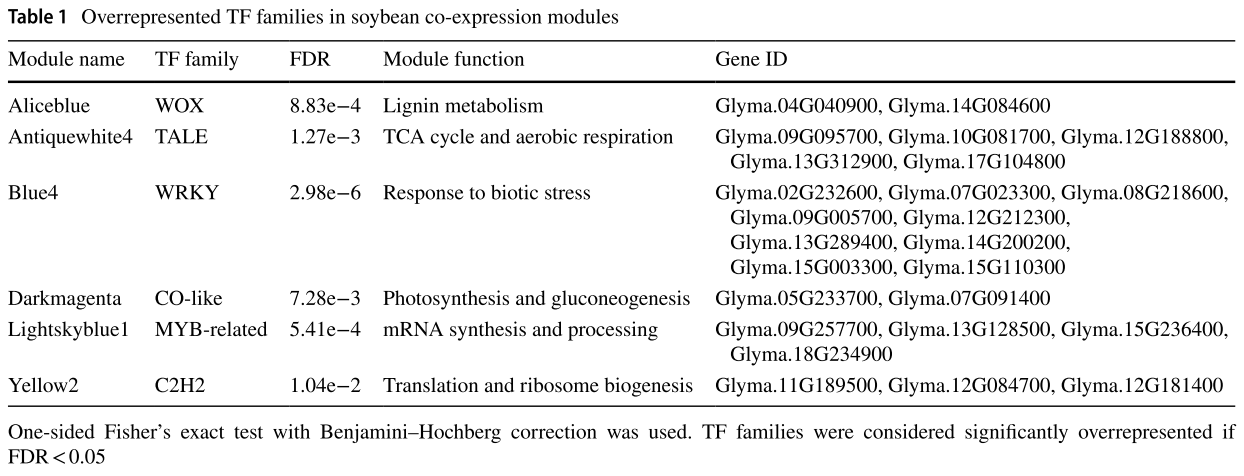 Table 1 Overrepresented TF families in soybean co-expression modules
Module name TF family FDR Module function Gene ID
Aliceblue WOX 8.83e−4 Lignin metabolism Glyma.04G040900, Glyma.14G084600
Antiquewhite4 TALE 1.27e−3 TCA cycle and aerobic respiration Glyma.09G095700, Glyma.10G081700, Glyma.12G188800,
Glyma.13G312900, Glyma.17G104800
Blue4 WRKY 2.98e−6 Response to biotic stress Glyma.02G232600, Glyma.07G023300, Glyma.08G218600,
Glyma.09G005700, Glyma.12G212300,
Glyma.13G289400, Glyma.14G200200,
Glyma.15G003300, Glyma.15G110300
Darkmagenta CO-like 7.28e−3 Photosynthesis and gluconeogenesis Glyma.05G233700, Glyma.07G091400
Lightskyblue1 MYB-related 5.41e−4 mRNA synthesis and processing Glyma.09G257700, Glyma.13G128500, Glyma.15G236400,
Glyma.18G234900
Yellow2 C2H2 1.04e−2 Translation and ribosome biogenesis Glyma.11G189500, Glyma.12G084700, Glyma.12G181400
One-sided Fisher's exact test with Benjamini–Hochberg correction was used. TF families were considered significantly overrepresented if
FDR < 0.05